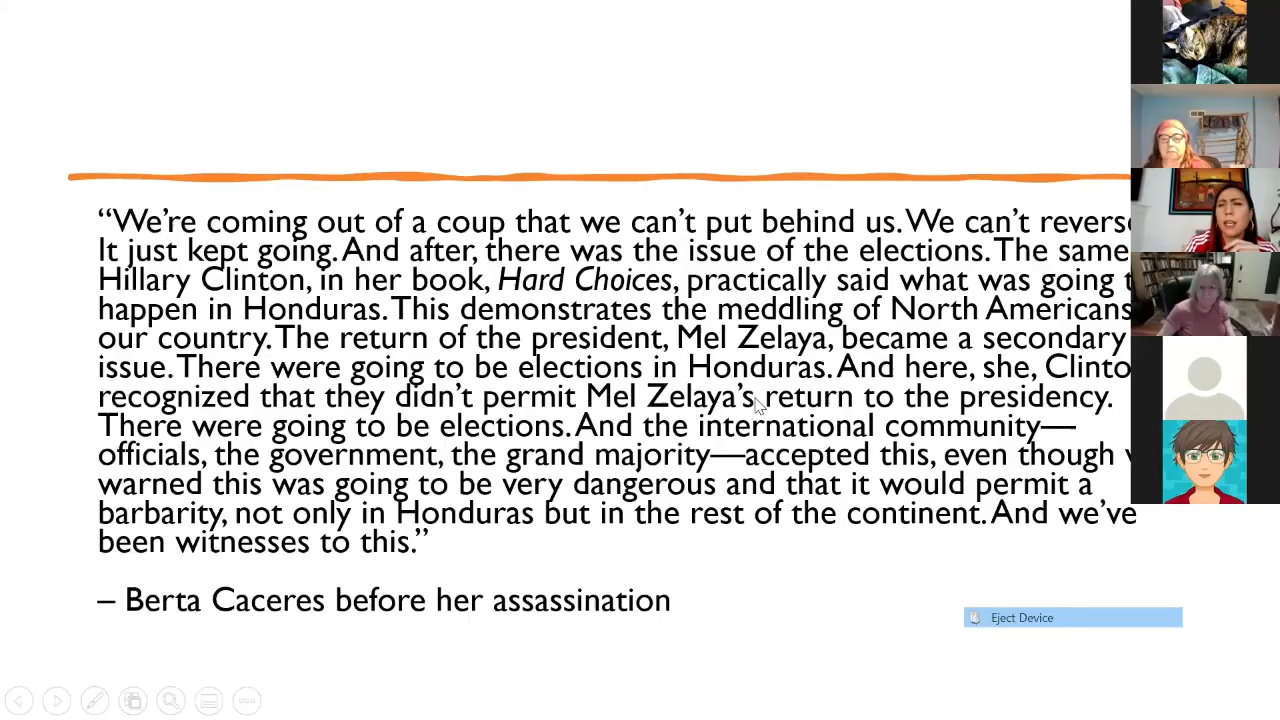 “We’re coming out of a coup that we can’t put behind us. We can’t revers
It just kept going. And after, there was the issue of the elections. The same
Hillary Clinton, in her book, Hard Choices, practically said what was going
happen in Honduras. This demonstrates the meddling of North Americans
our country. The return of the president, Mel Zelaya, became a secondary
issue. There were going to be elections in Honduras. And here, she, Clinto
recognized that they didn’t permit Mel Zelaya’s return to the presidency.
There were going to be elections. And the international community—
officials, the government, the grand majority—accepted this, even though
warned this was going to be very dangerous and that it would permit a
barbarity, not only in Honduras but in the rest of the continent. And we’ve
been witnesses to this.”
– Berta Caceres before her assassination
Eject Device